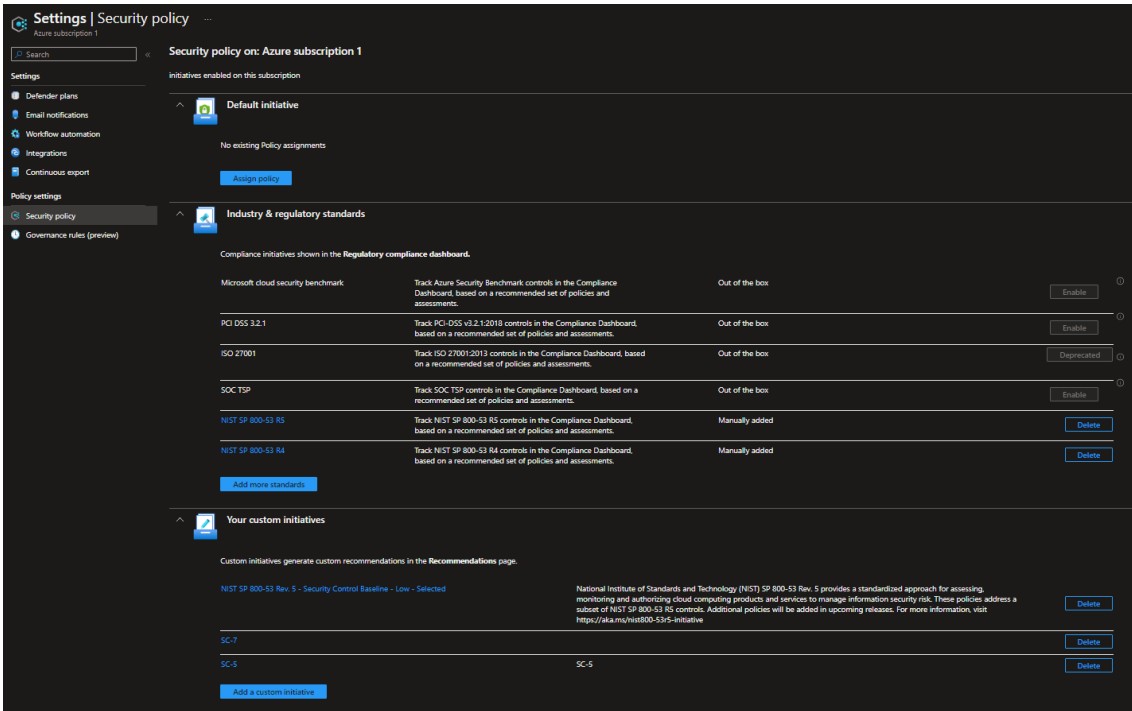 Settings | Security policy ...
Azure subscription 1
Search «
Settings
Defender plans
Email notifications
Workflow automation
Integrations
Continuous export
Policy settings
Security policy
Governance rules (preview)
Security policy on: Azure subscription 1
initiatives enabled on this subscription
Default initiative
No existing Policy assignments
Assign policy
Industry & regulatory standards
Compliance initiatives shown in the Regulatory compliance dashboard.
Microsoft cloud security benchmark
Track Azure Security Benchmark controls in the Compliance
Dashboard, based on a recommended set of policies and
assessments.
Out of the box
Enable
PCI DSS 3.2.1
Track PCI-DSS v3.2.1:2018 controls in the Compliance Dashboard,
based on a recommended set of policies and assessments.
Out of the box
Enable
ISO 27001
Track ISO 27001:2013 controls in the Compliance Dashboard, based
on a recommended set of policies and assessments.
Out of the box
Deprecated
SOC TSP
Track SOC TSP controls in the Compliance Dashboard, based on a
recommended set of policies and assessments.
Out of the box
Enable
NIST SP 800-53 R5
Track NIST SP 800-53 R5 controls in the Compliance Dashboard,
based on a recommended set of policies and assessments.
Manually added
Delete
NIST SP 800-53 R4
Track NIST SP 800-53 R4 controls in the Compliance Dashboard,
based on a recommended set of policies and assessments.
Manually added
Delete
Add more standards
Your custom initiatives
Custom initiatives generate custom recommendations in the Recommendations page.
NIST SP 800-53 Rev. 5 - Security Control Baseline - Low - Selected
National Institute of Standards and Technology (NIST) SP 800-53 Rev. 5 provides a standardized approach for assessing,
monitoring and authorizing cloud computing products and services to manage information security risk. These policies address a
subset of NIST SP 800-53 R5 controls. Additional policies will be added in upcoming releases. For more information, visit
https://aka.ms/nist800-53r5-initiative
Delete
SC-7
Delete
SC-5
SC-5
Delete
Add a custom initiative